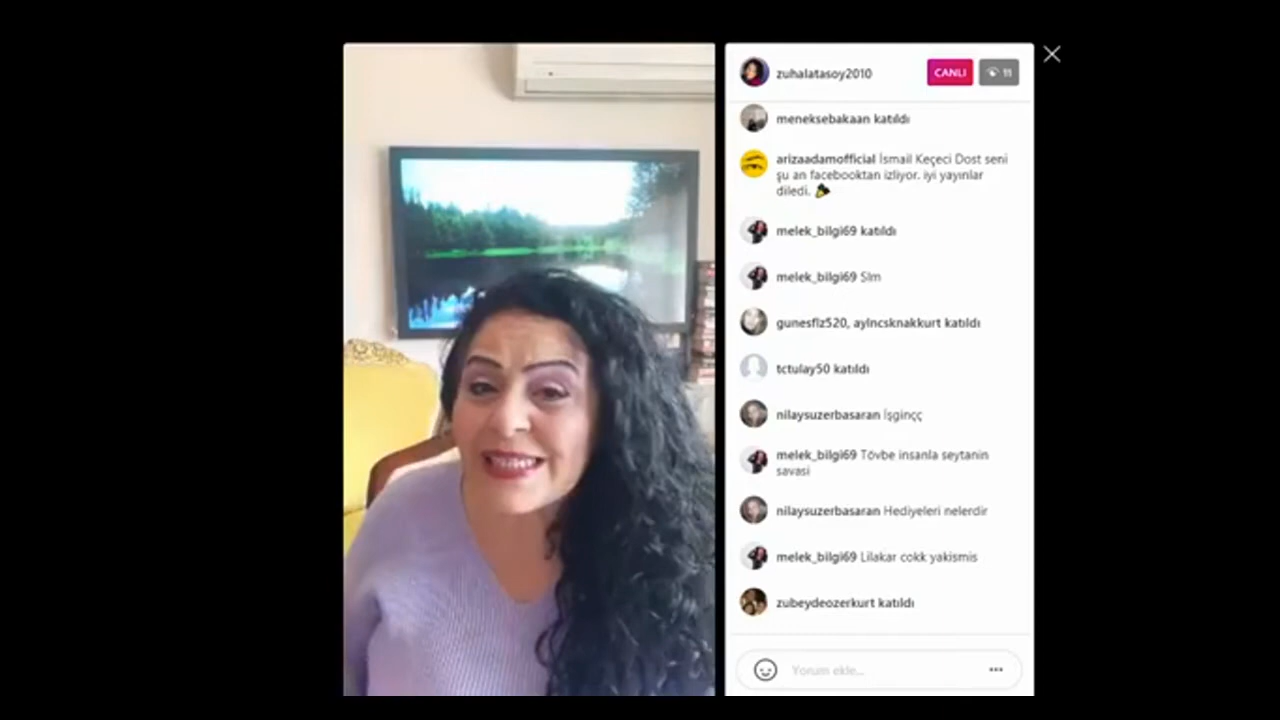 zuhalatasoy2010
CANLI
11
meneksebakaan katıldı
arizaadamofficial İsmail Keçeci Dost seni
şu an facebooktan izliyor. iyi yayınlar
diledi.
melek_bilgi69 katıldı
melek_bilgi69 Slm
gunesflz520, aylncsknakkurt katıldı
tctulay50 katıldı
nilaysuzerbasaran İşginçç
melek_bilgi69 Tövbe insanla seytanin
savasi
nilaysuzerbasaran Hediyeleri nelerdir
melek_bilgi69 Lilakar cokk yakismis
zubeydeozerkurt katıldı
Yorum ekle...